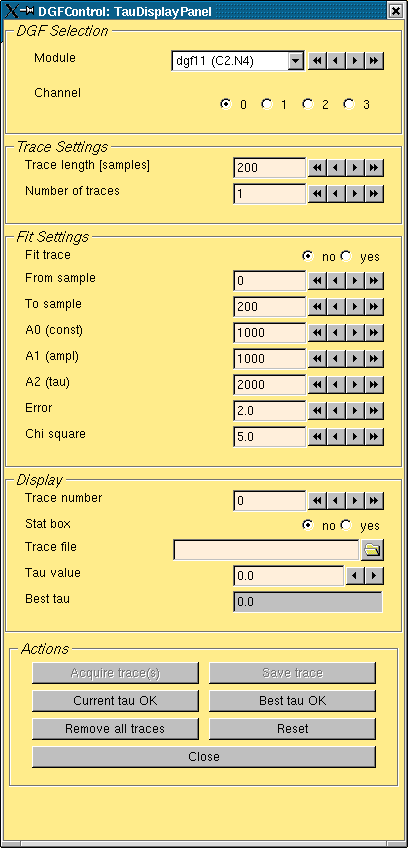 DGFControl: TauDisplayPanel
DGF Selection
Module dgf11 (C2.N4)
Channel 0 1 2 3
Trace Settings
Trace length [samples] 200
Number of traces 1
Fit Settings
Fit trace no yes
From sample 0
To sample 200
A0 (const) 1000
A1 (ampl) 1000
A2 (tau) 2000
Error 2.0
Chi square 5.0
Display
Trace number 0
Stat box no yes
Trace file
Tau value 0.0
Best tau 0.0
Actions
Acquire trace(s) Save trace
Current tau OK Best tau OK
Remove all traces Reset
Close